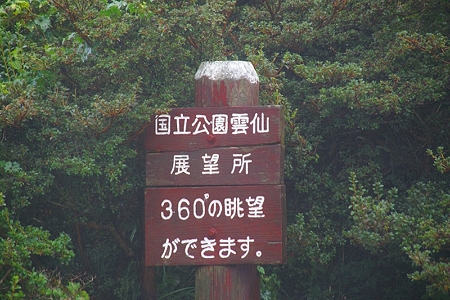 国立公園雲仙
展望所
360°の眺望
ができます。